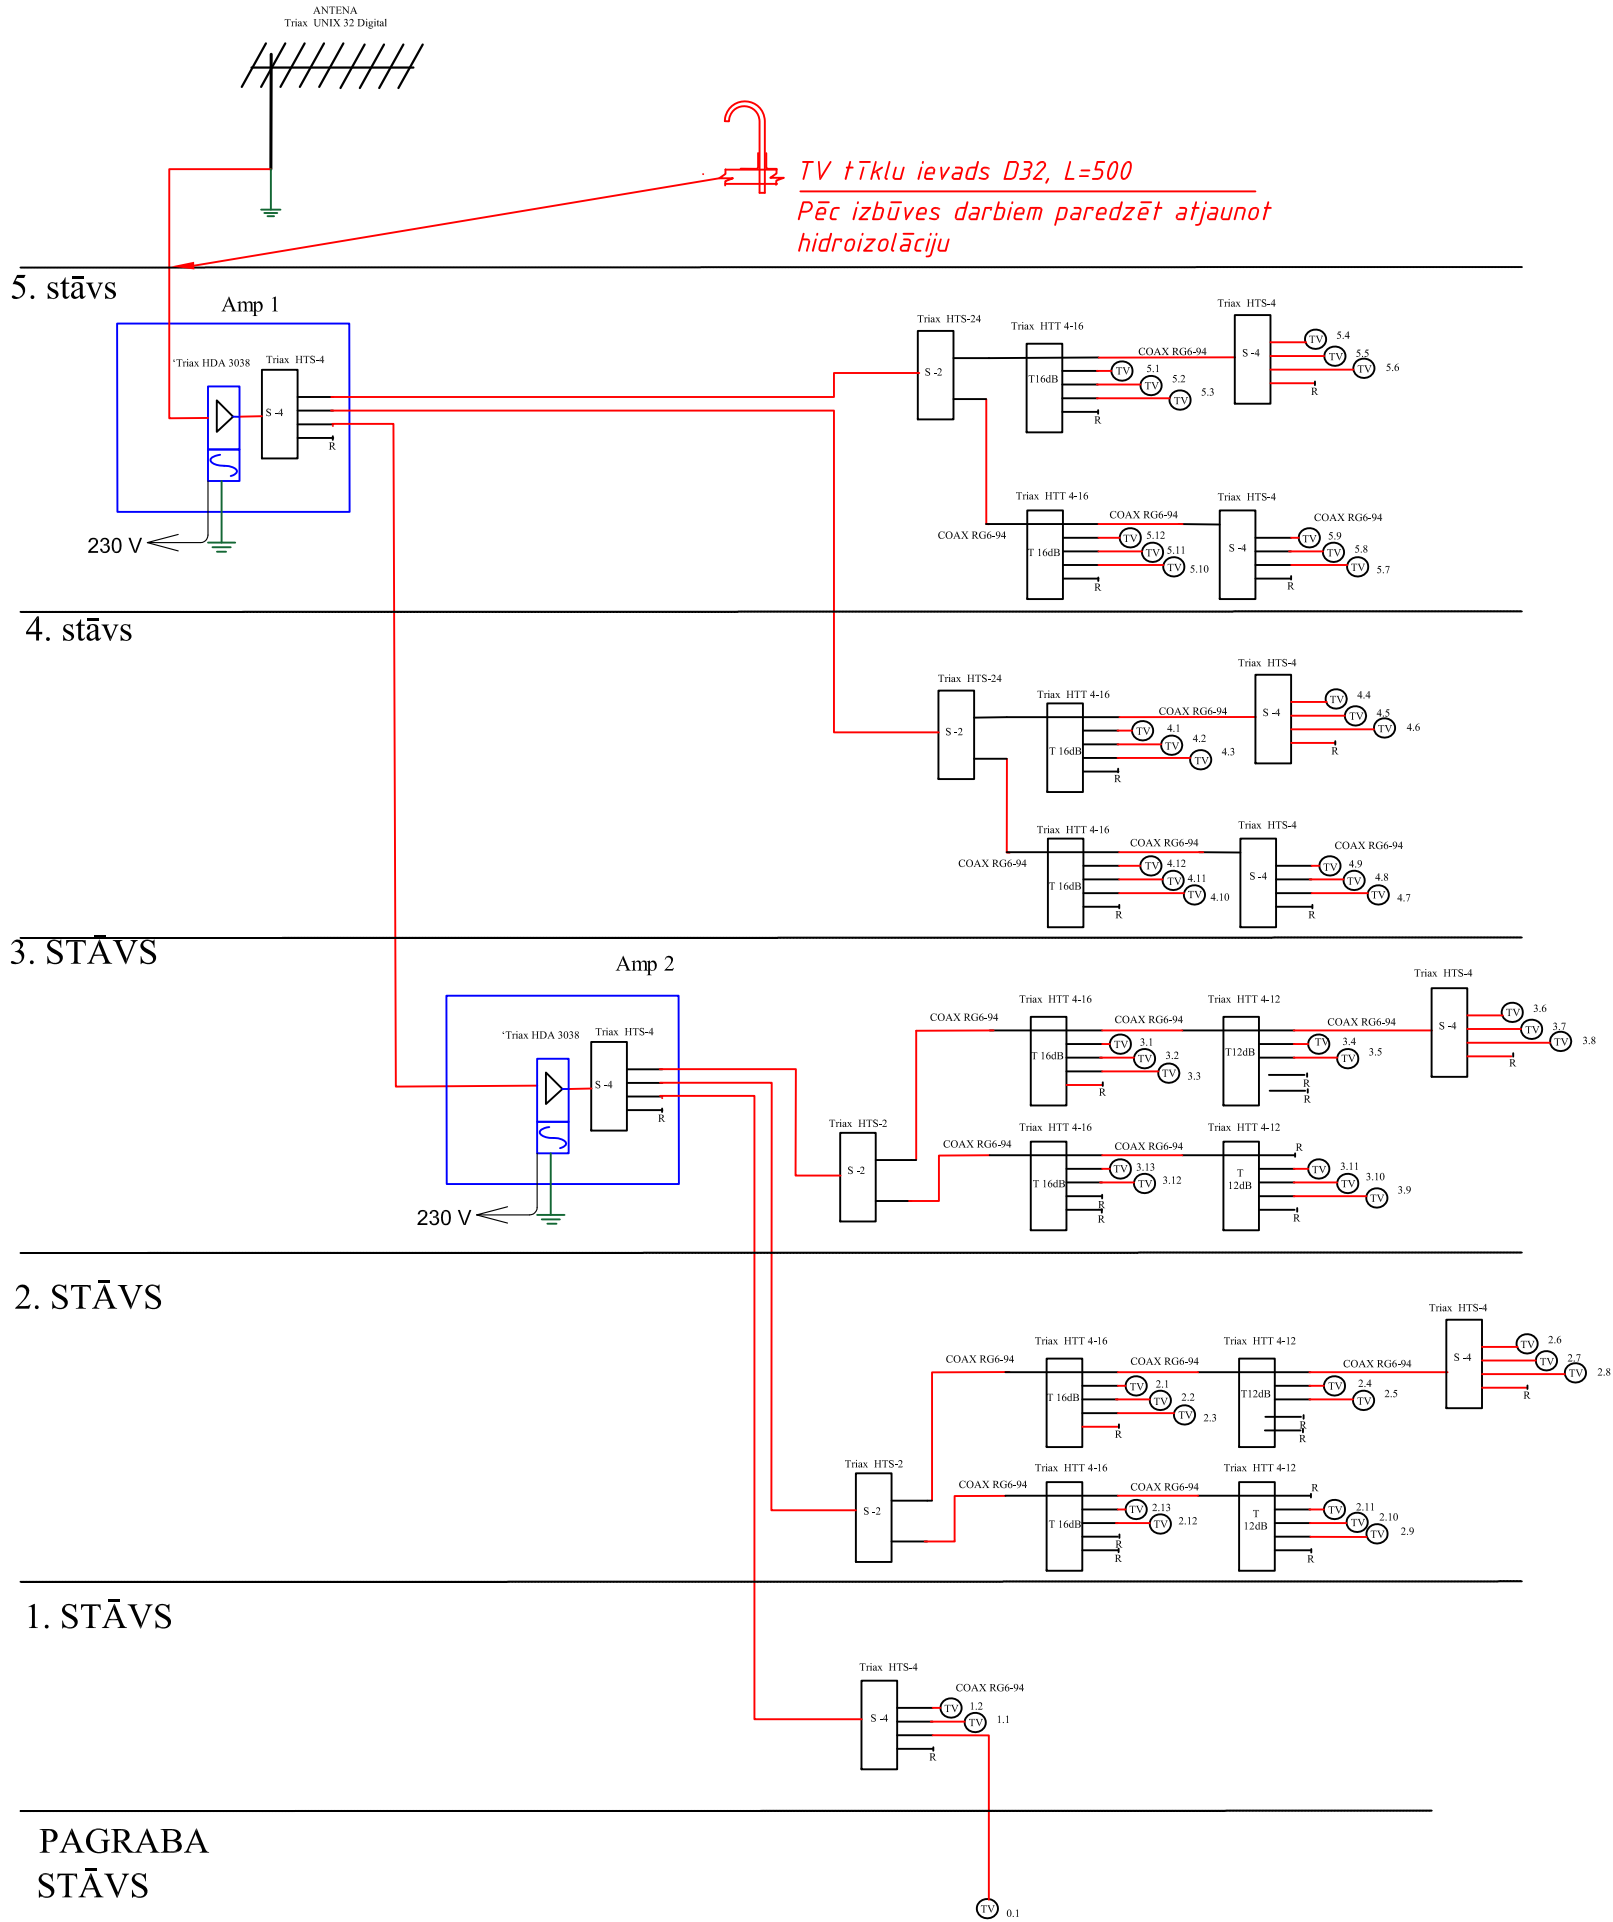 ANTENA
Triax UNIX 32 Digital
TV tīklu ievads D32, L=500
Pēc izbūves darbiem paredzēt atjaunot
hidroizolāciju
5. stāvs
Amp 1
‘Triax HDA 3038
Triax HTS-4
S -4
R
230 V
Triax HTS-24
S -2
Triax HTT 4-16
T16dB
COAX RG6-94
TV 5.1
TV 5.2
TV 5.3
R
Triax HTS-4
S -4
TV 5.4
TV 5.5
TV 5.6
R
COAX RG6-94
Triax HTT 4-16
T 16dB
COAX RG6-94
TV 5.12
TV 5.11
TV 5.10
R
Triax HTS-4
S -4
COAX RG6-94
TV 5.9
TV 5.8
TV 5.7
R
4. stāvs
Triax HTS-24
S -2
Triax HTT 4-16
T 16dB
COAX RG6-94
TV 4.1
TV 4.2
TV 4.3
R
Triax HTS-4
S -4
TV 4.4
TV 4.5
TV 4.6
R
COAX RG6-94
Triax HTT 4-16
T 16dB
COAX RG6-94
TV 4.12
TV 4.11
TV 4.10
R
Triax HTS-4
S -4
COAX RG6-94
TV 4.9
TV 4.8
TV 4.7
R
3. STĀVS
Amp 2
‘Triax HDA 3038
Triax HTS-4
S -4
R
230 V
Triax HTS-2
S -2
COAX RG6-94
Triax HTT 4-16
T 16dB
COAX RG6-94
TV 3.1
TV 3.2
TV 3.3
R
Triax HTT 4-12
T12dB
COAX RG6-94
TV 3.4
TV 3.5
R
R
Triax HTS-4
S -4
TV 3.6
TV 3.7
TV 3.8
R
COAX RG6-94
Triax HTT 4-16
T 16dB
COAX RG6-94
TV 3.13
TV 3.12
R
R
Triax HTT 4-12
T
12dB
R
TV 3.11
TV 3.10
TV 3.9
R
2. STĀVS
Triax HTS-2
S -2
COAX RG6-94
Triax HTT 4-16
T 16dB
COAX RG6-94
TV 2.1
TV 2.2
TV 2.3
R
Triax HTT 4-12
T12dB
COAX RG6-94
TV 2.4
TV 2.5
R
R
Triax HTS-4
S -4
TV 2.6
TV 2.7
TV 2.8
R
COAX RG6-94
Triax HTT 4-16
T 16dB
COAX RG6-94
TV 2.13
TV 2.12
R
R
Triax HTT 4-12
T
12dB
R
TV 2.11
TV 2.10
TV 2.9
R
1. STĀVS
Triax HTS-4
S -4
COAX RG6-94
TV 1.2
TV 1.1
R
PAGRABA
STĀVS
TV 0.1